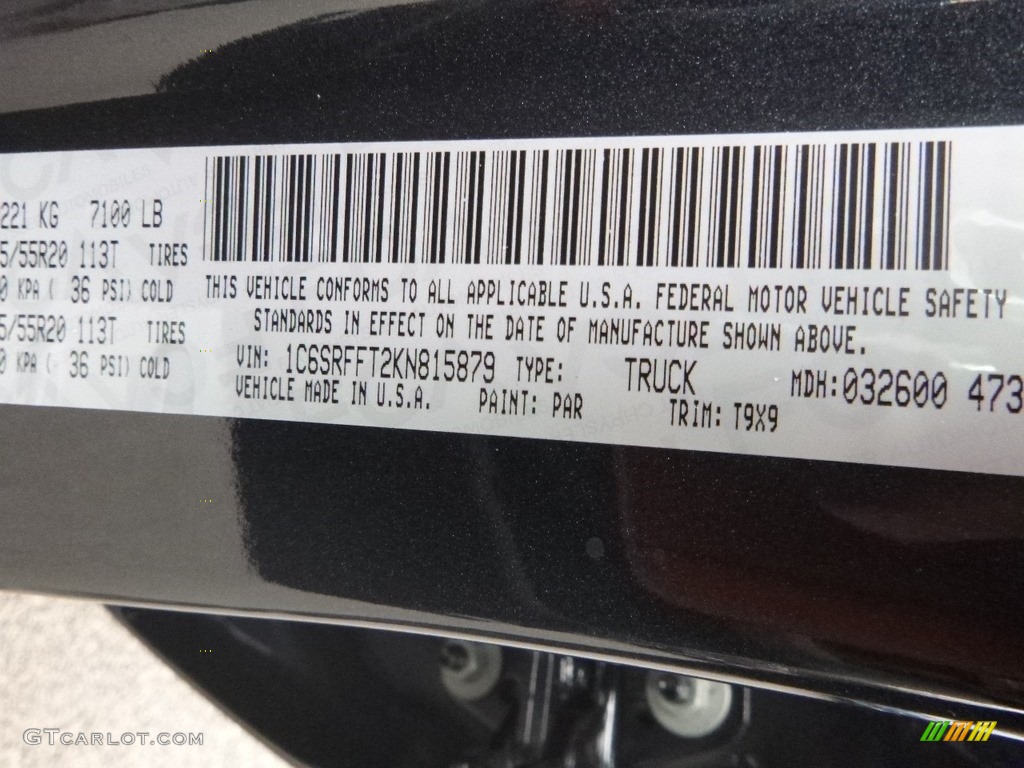 221 KG 7100 LB
5/55R20 113T TIRES
0 KPA ( 36 PSI) COLD
5/55R20 113T TIRES
0 KPA ( 36 PSI) COLD
THIS VEHICLE CONFORMS TO ALL APPLICABLE U.S.A. FEDERAL MOTOR VEHICLE SAFETY
STANDARDS IN EFFECT ON THE DATE OF MANUFACTURE SHOWN ABOVE.
VIN: 1C6SRFFT2KN815879 TYPE: TRUCK MDH:032600 473
VEHICLE MADE IN U.S.A. PAINT: PAR TRIM: T9X9
GTCARLOT.COM